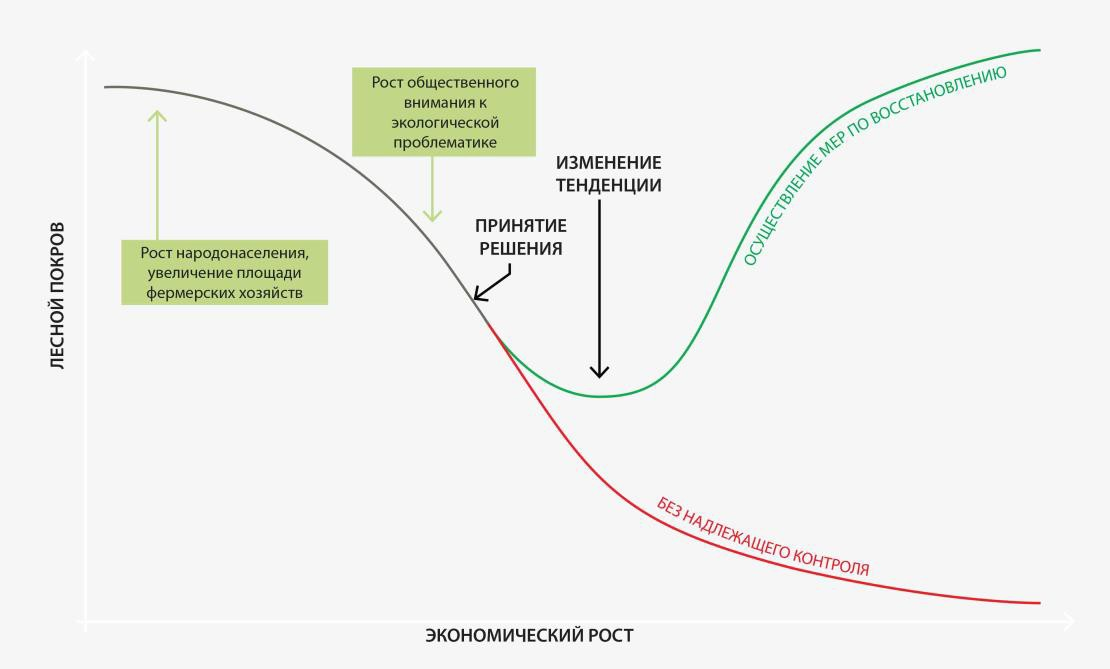 Рост общественного
внимания к
экологической
проблематике
ИЗМЕНЕНИЕ
ТЕНДЕНЦИИ
ПРИНЯТИЕ
РЕШЕНИЯ
ОСУЩЕСТВЛЕНИЕ МЕР ПО ВОССТАНОВЛЕНИЮ
Рост народонаселения,
увеличение площади
фермерских хозяйств
ЛЕСНОЙ ПОКРОВ
БЕЗ НАДЛЕЖАЩЕГО КОНТРОЛЯ
ЭКОНОМИЧЕСКИЙ РОСТ